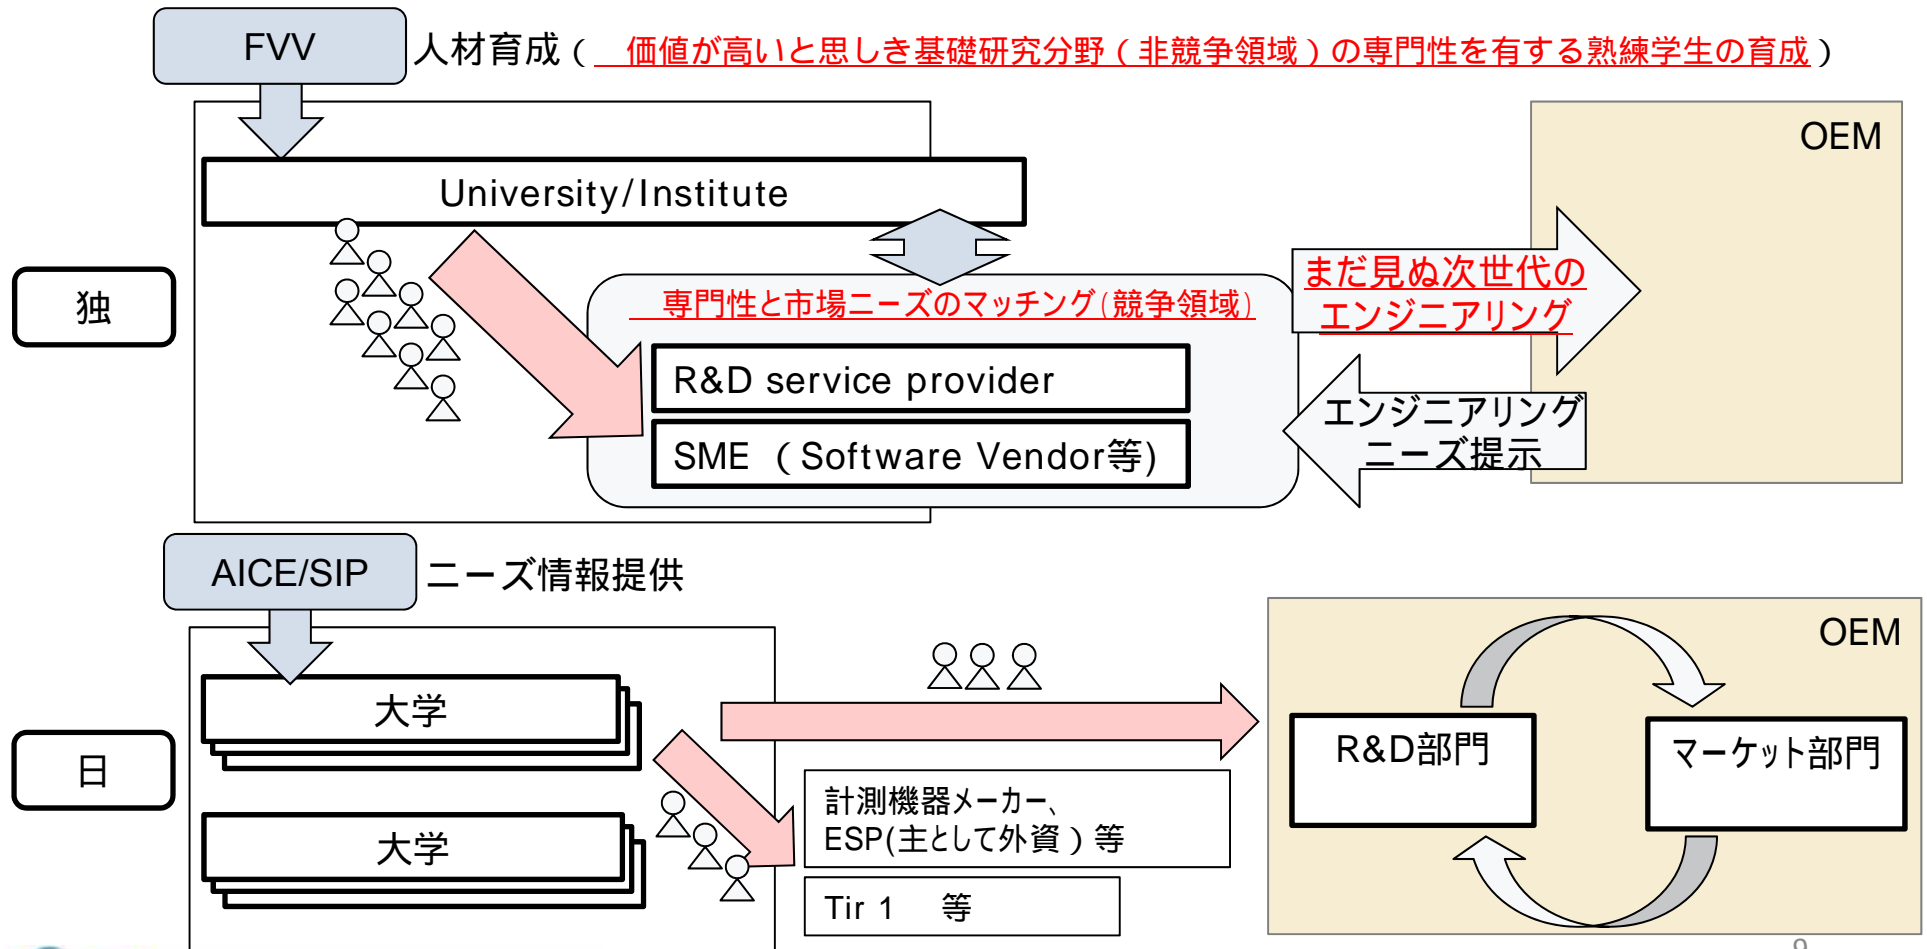 FVV
人材育成（ 価値が高いと思しき基礎研究分野（非競争領域）の専門性を有する熟練学生の育成）
OEM
University/Institute
独
専門性と市場ニーズのマッチング(競争領域)
まだ見ぬ次世代の
エンジニアリング
R&D service provider
エンジニアリング
ニーズ提示
SME （Software Vendor等)
AICE/SIP
ニーズ情報提供
OEM
大学
R&D部門
マーケット部門
日
計測機器メーカー、
ESP(主として外資）等
大学
Tir 1 等
9